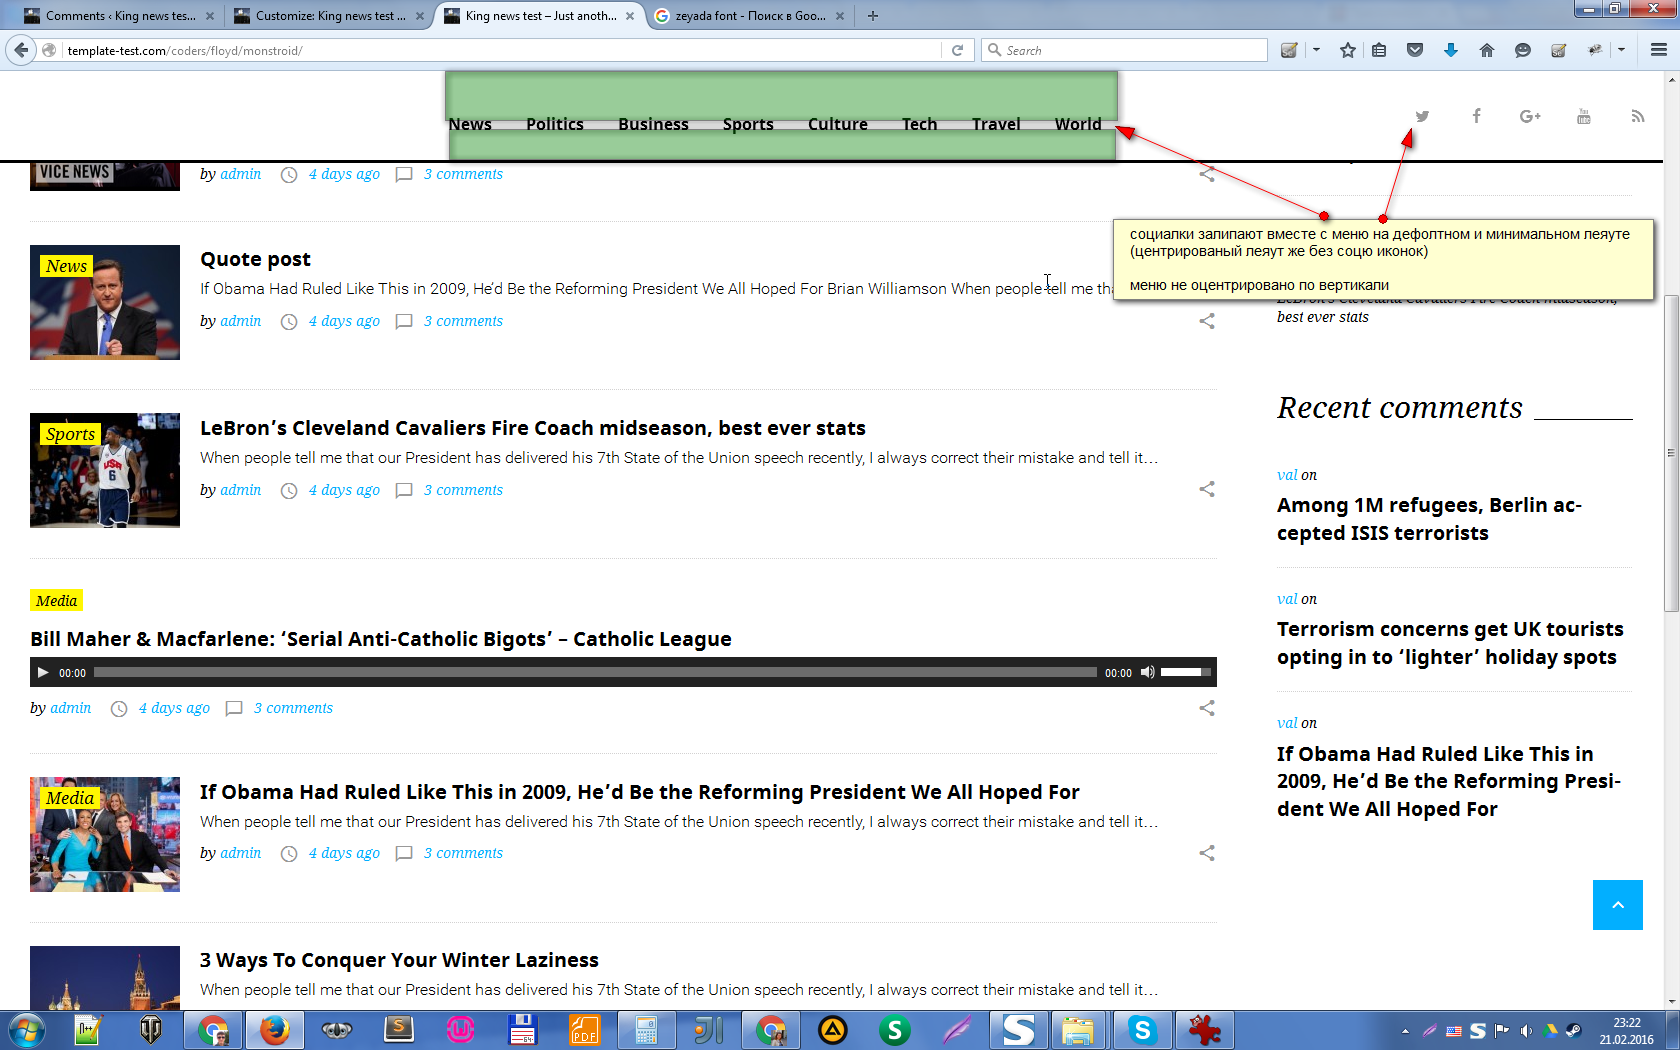 Comments ‹ King news tes...
Customize: King news test ...
King news test – Just anoth...
zeyada font - Поиск в Goo...
template-test.com/coders/floyd/monstroid/
Search
News Politics Business Sports Culture Tech Travel World
VICE NEWS
by admin 4 days ago 3 comments
социалки залипают вместе с меню на дефолтном и минимальном леяуте
(центрированый леяут же без соцю иконок)
меню не оцентрировано по вертикали
News
Quote post
If Obama Had Ruled Like This in 2009, He’d Be the Reforming President We All Hoped For Brian Williamson When people tell me tha
by admin 4 days ago 3 comments
LeBron’s Cleveland Cavaliers Fire Coach midseason,
best ever stats
Sports
LeBron’s Cleveland Cavaliers Fire Coach midseason, best ever stats
When people tell me that our President has delivered his 7th State of the Union speech recently, I always correct their mistake and tell it…
by admin 4 days ago 3 comments
Media
Bill Maher & Macfarlene: ‘Serial Anti-Catholic Bigots’ – Catholic League
00:00 00:00
by admin 4 days ago 3 comments
Media
If Obama Had Ruled Like This in 2009, He’d Be the Reforming President We All Hoped For
When people tell me that our President has delivered his 7th State of the Union speech recently, I always correct their mistake and tell it…
by admin 4 days ago 3 comments
3 Ways To Conquer Your Winter Laziness
When people tell me that our President has delivered his 7th State of the Union speech recently, I always correct their mistake and tell it…
Recent comments
val on
Among 1M refugees, Berlin ac-
cepted ISIS terrorists
val on
Terrorism concerns get UK tourists
opting in to ‘lighter’ holiday spots
val on
If Obama Had Ruled Like This in
2009, He’d Be the Reforming Presi-
dent We All Hoped For
23:22
21.02.2016